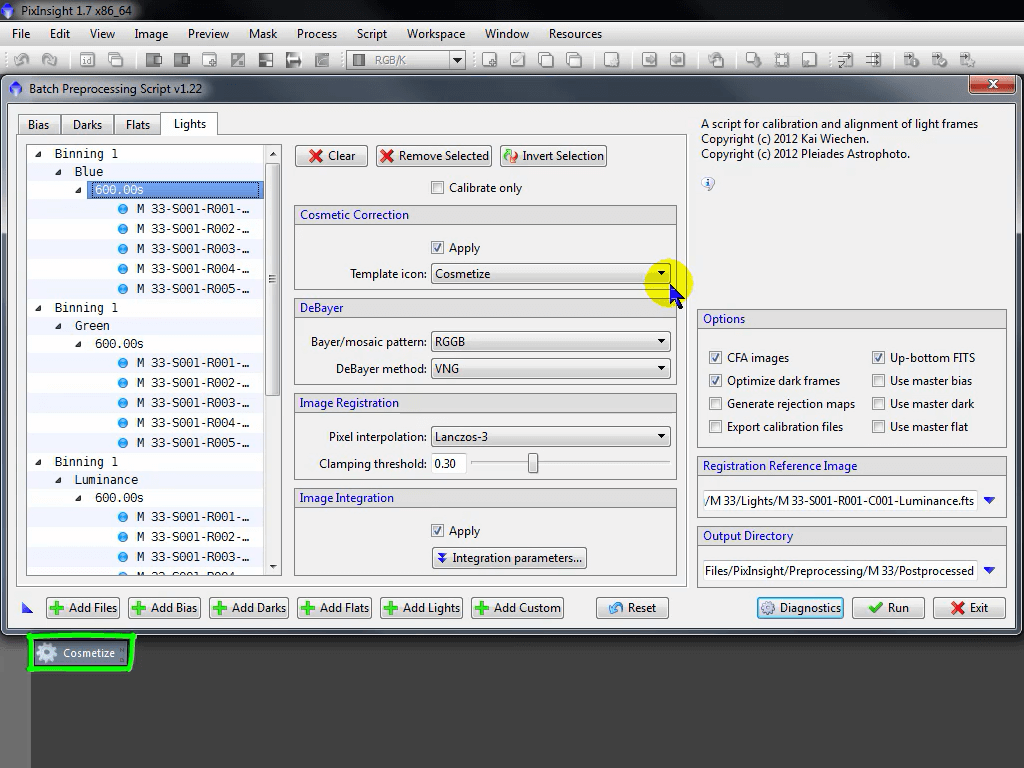 PixInsight 1.7 x86_64
File Edit View Image Preview Mask Process Script Workspace Window Resources
RGB/K
Batch Preprocessing Script v1.22
Bias Darks Flats Lights
Binning 1
Blue
600.00s
M 33-S001-R001-...
M 33-S001-R002-...
M 33-S001-R003-...
M 33-S001-R004-...
M 33-S001-R005-...
Binning 1
Green
600.00s
M 33-S001-R001-...
M 33-S001-R002-...
M 33-S001-R003-...
M 33-S001-R004-...
M 33-S001-R005-...
Binning 1
Luminance
600.00s
M 33-S001-R001-...
M 33-S001-R002-...
M 33-S001-R003-...
M 33-S001-R004-...
Clear Remove Selected Invert Selection
Calibrate only
Cosmetic Correction
Apply
Template icon: Cosmetize
DeBayer
Bayer/mosaic pattern: RGGB
DeBayer method: VNG
Image Registration
Pixel interpolation: Lanczos-3
Clamping threshold: 0.30
Image Integration
Apply
Integration parameters...
A script for calibration and alignment of light frames
Copyright (c) 2012 Kai Wiechen.
Copyright (c) 2012 Pleiades Astrophoto.
Options
CFA images Up-bottom FITS
Optimize dark frames Use master bias
Generate rejection maps Use master dark
Export calibration files Use master flat
Registration Reference Image
/M 33/Lights/M 33-S001-R001-C001-Luminance.fts
Output Directory
Files/PixInsight/Preprocessing/M 33/Postprocessed
Add Files Add Bias Add Darks Add Flats Add Lights Add Custom Reset Diagnostics Run Exit
Cosmetize